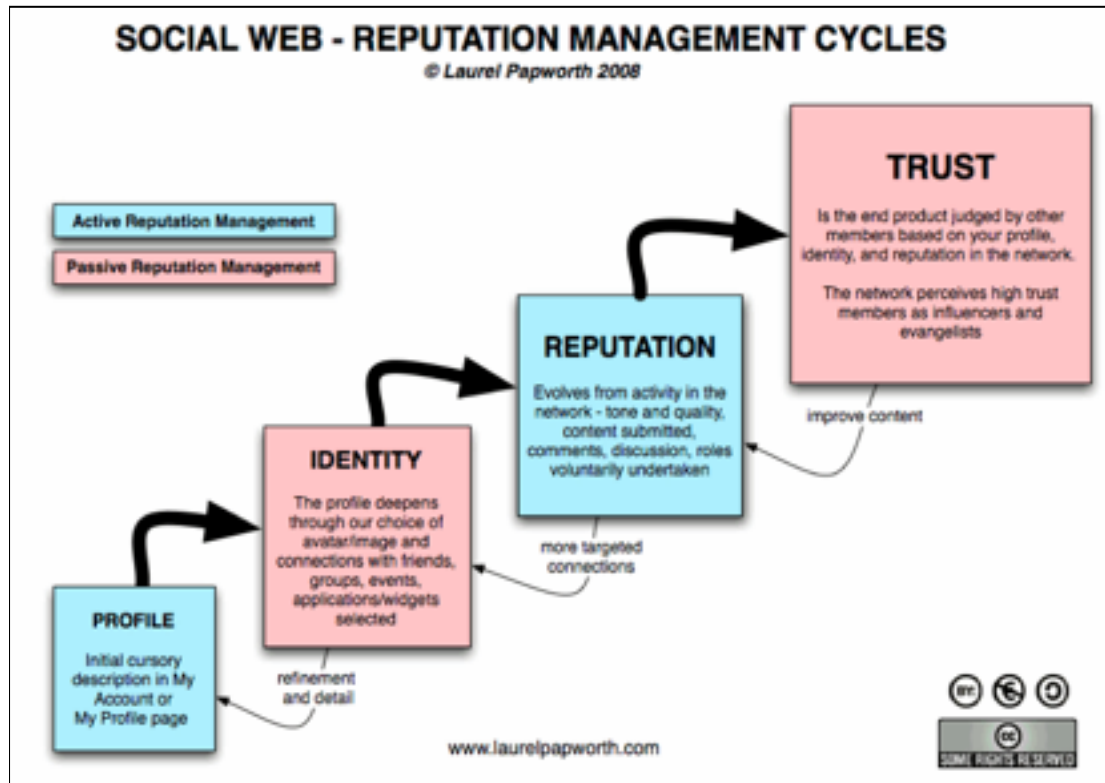 SOCIAL WEB - REPUTATION MANAGEMENT CYCLES
© Laurel Papworth 2008
Active Reputation Management
Passive Reputation Management
TRUST
Is the end product judged by other
members based on your profile,
identity, and reputation in the network.
The network perceives high trust
members as influencers and
evangelists
improve content
REPUTATION
Evolves from activity in the
network - tone and quality,
content submitted,
comments, discussion, roles
voluntarily undertaken
more targeted
connections
IDENTITY
The profile deepens
through our choice of
avatar/image and
connections with friends,
groups, events,
applications/widgets
selected
refinement
and detail
PROFILE
Initial cursory
description in My
Account or
My Profile page
www.laurelpapworth.com
BY:
cc
SOME RIGHTS RESERVED